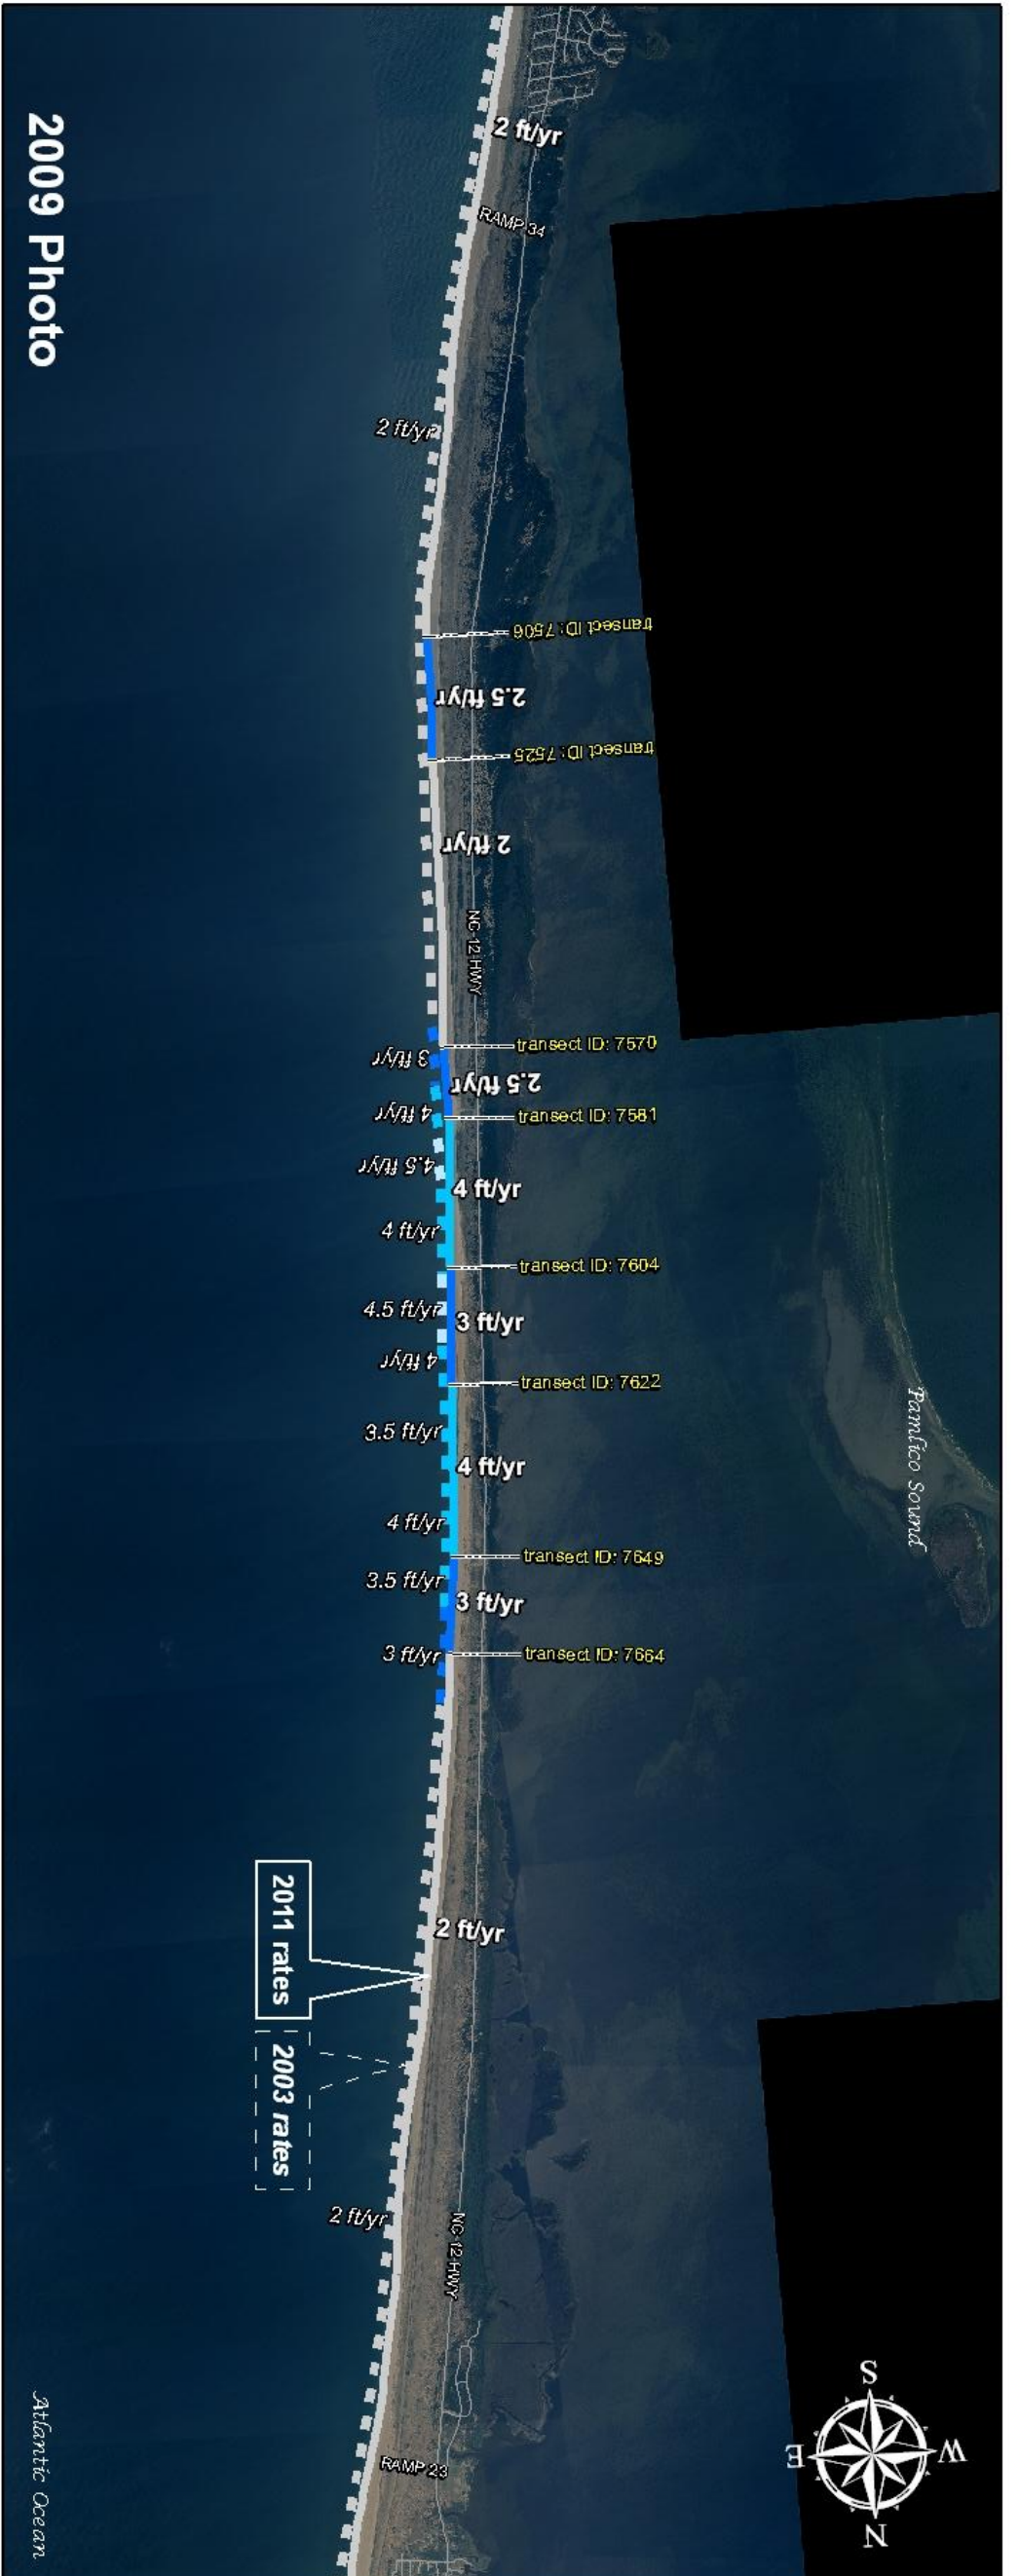 2 ft/yr
RAMP 34
2009 Photo
2 ft/yr
transect ID: 7506
2.5 ft/yr
transect ID: 7525
2 ft/yr
NC-12 HWY
transect ID: 7570
3 ft/yr
2.5 ft/yr
4 ft/yr
transect ID: 7581
4.5 ft/yr
4 ft/yr
4 ft/yr
transect ID: 7604
4.5 ft/yr
3 ft/yr
4 ft/yr
transect ID: 7622
3.5 ft/yr
4 ft/yr
Pamlico Sound
4 ft/yr
transect ID: 7649
3.5 ft/yr
3 ft/yr
3 ft/yr
transect ID: 7664
2011 rates
2 ft/yr
2003 rates
2 ft/yr
NC-12 HWY
S
W
E
N
RAMP 23
Atlantic Ocean